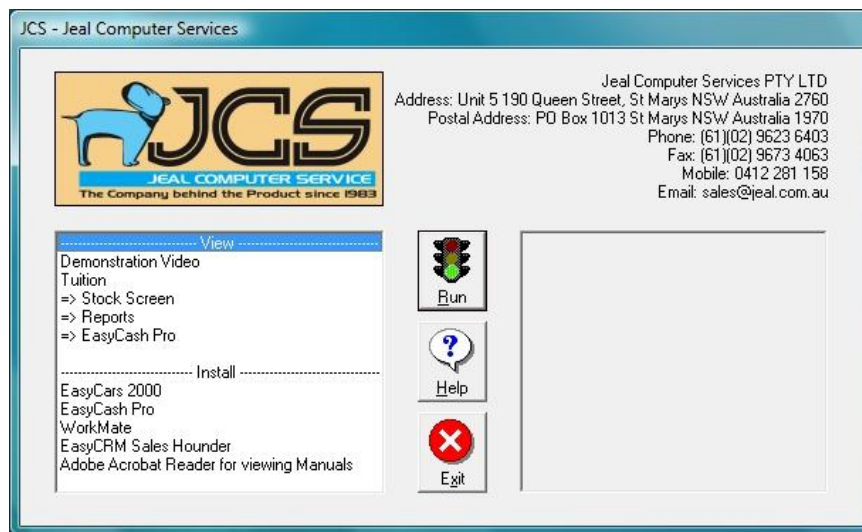 JCS - Jeal Computer Services
JCS
JEAL COMPUTER SERVICE
The Company behind the Product since 1983
Jeal Computer Services PTY LTD
Address: Unit 5 190 Queen Street, St Marys NSW Australia 2760
Postal Address: PO Box 1013 St Marys NSW Australia 1970
Phone: (61)(02) 9623 6403
Fax: (61)(02) 9673 4063
Mobile: 0412 281 158
Email: sales@jeal.com.au
---------------------------- View ----------------------------
Demonstration Video
Tuition
=> Stock Screen
=> Reports
=> EasyCash Pro
---------------------------- Install ----------------------------
EasyCars 2000
EasyCash Pro
WorkMate
EasyCRM Sales Hounder
Adobe Acrobat Reader for viewing Manuals
Run
?
Help
Exit